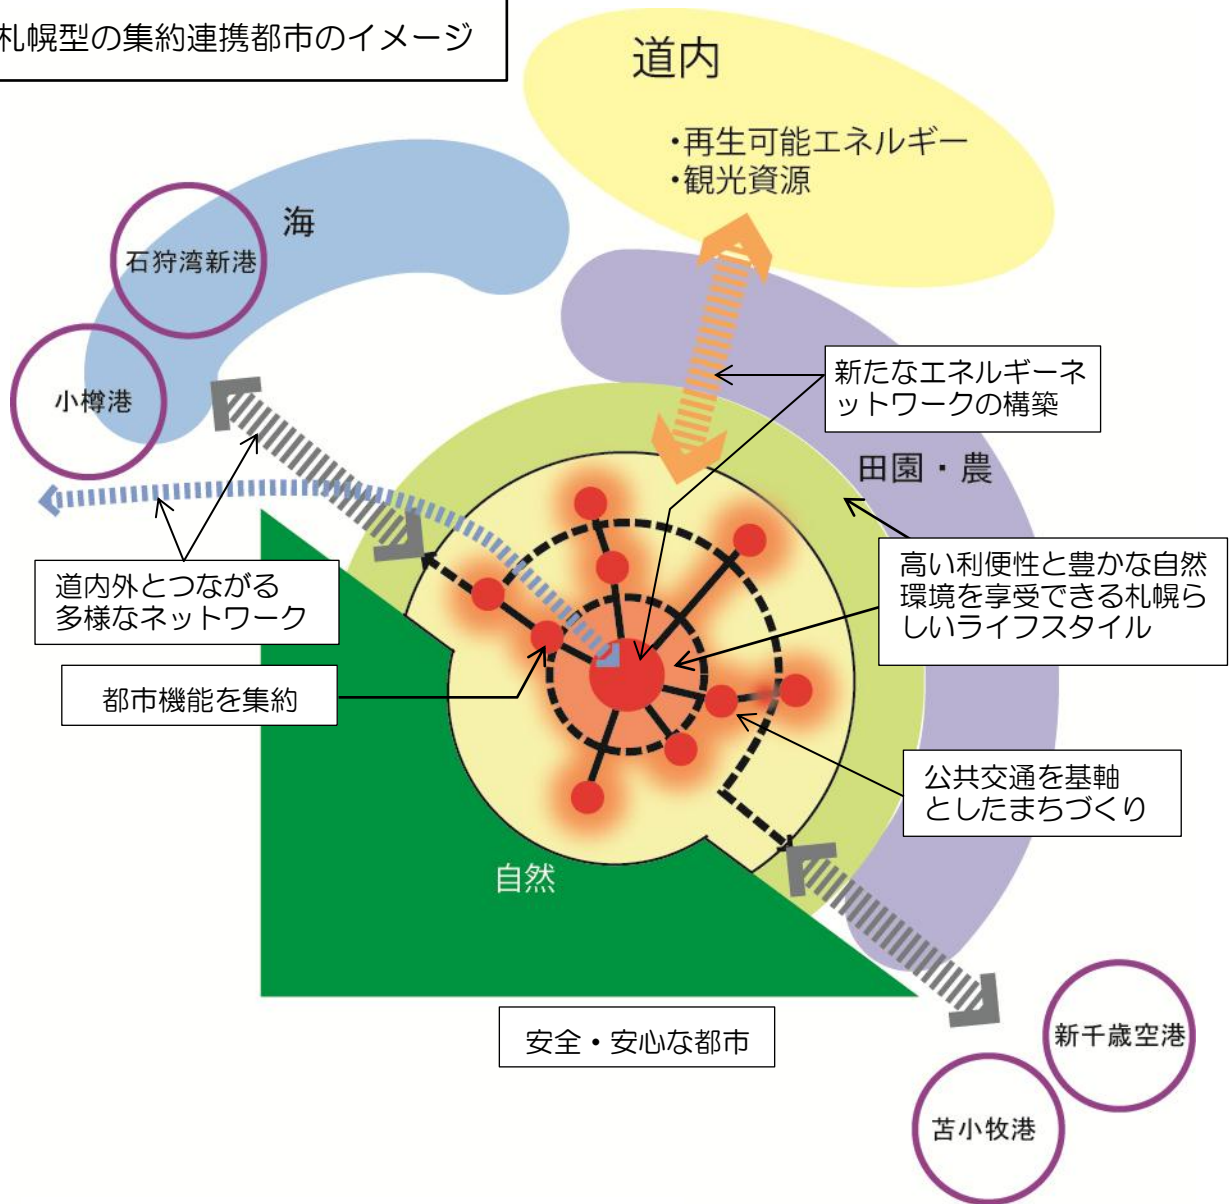 札幌型の集約連携都市のイメージ
道内
・再生可能エネルギー
・観光資源
海
石狩湾新港
小樽港
新たなエネルギーネ
ットワークの構築
田園・農
道内外とつながる
多様なネットワーク
高い利便性と豊かな自然
環境を享受できる札幌ら
しいライフスタイル
都市機能を集約
公共交通を基軸
としたまちづくり
自然
安全・安心な都市
新千歳空港
苫小牧港